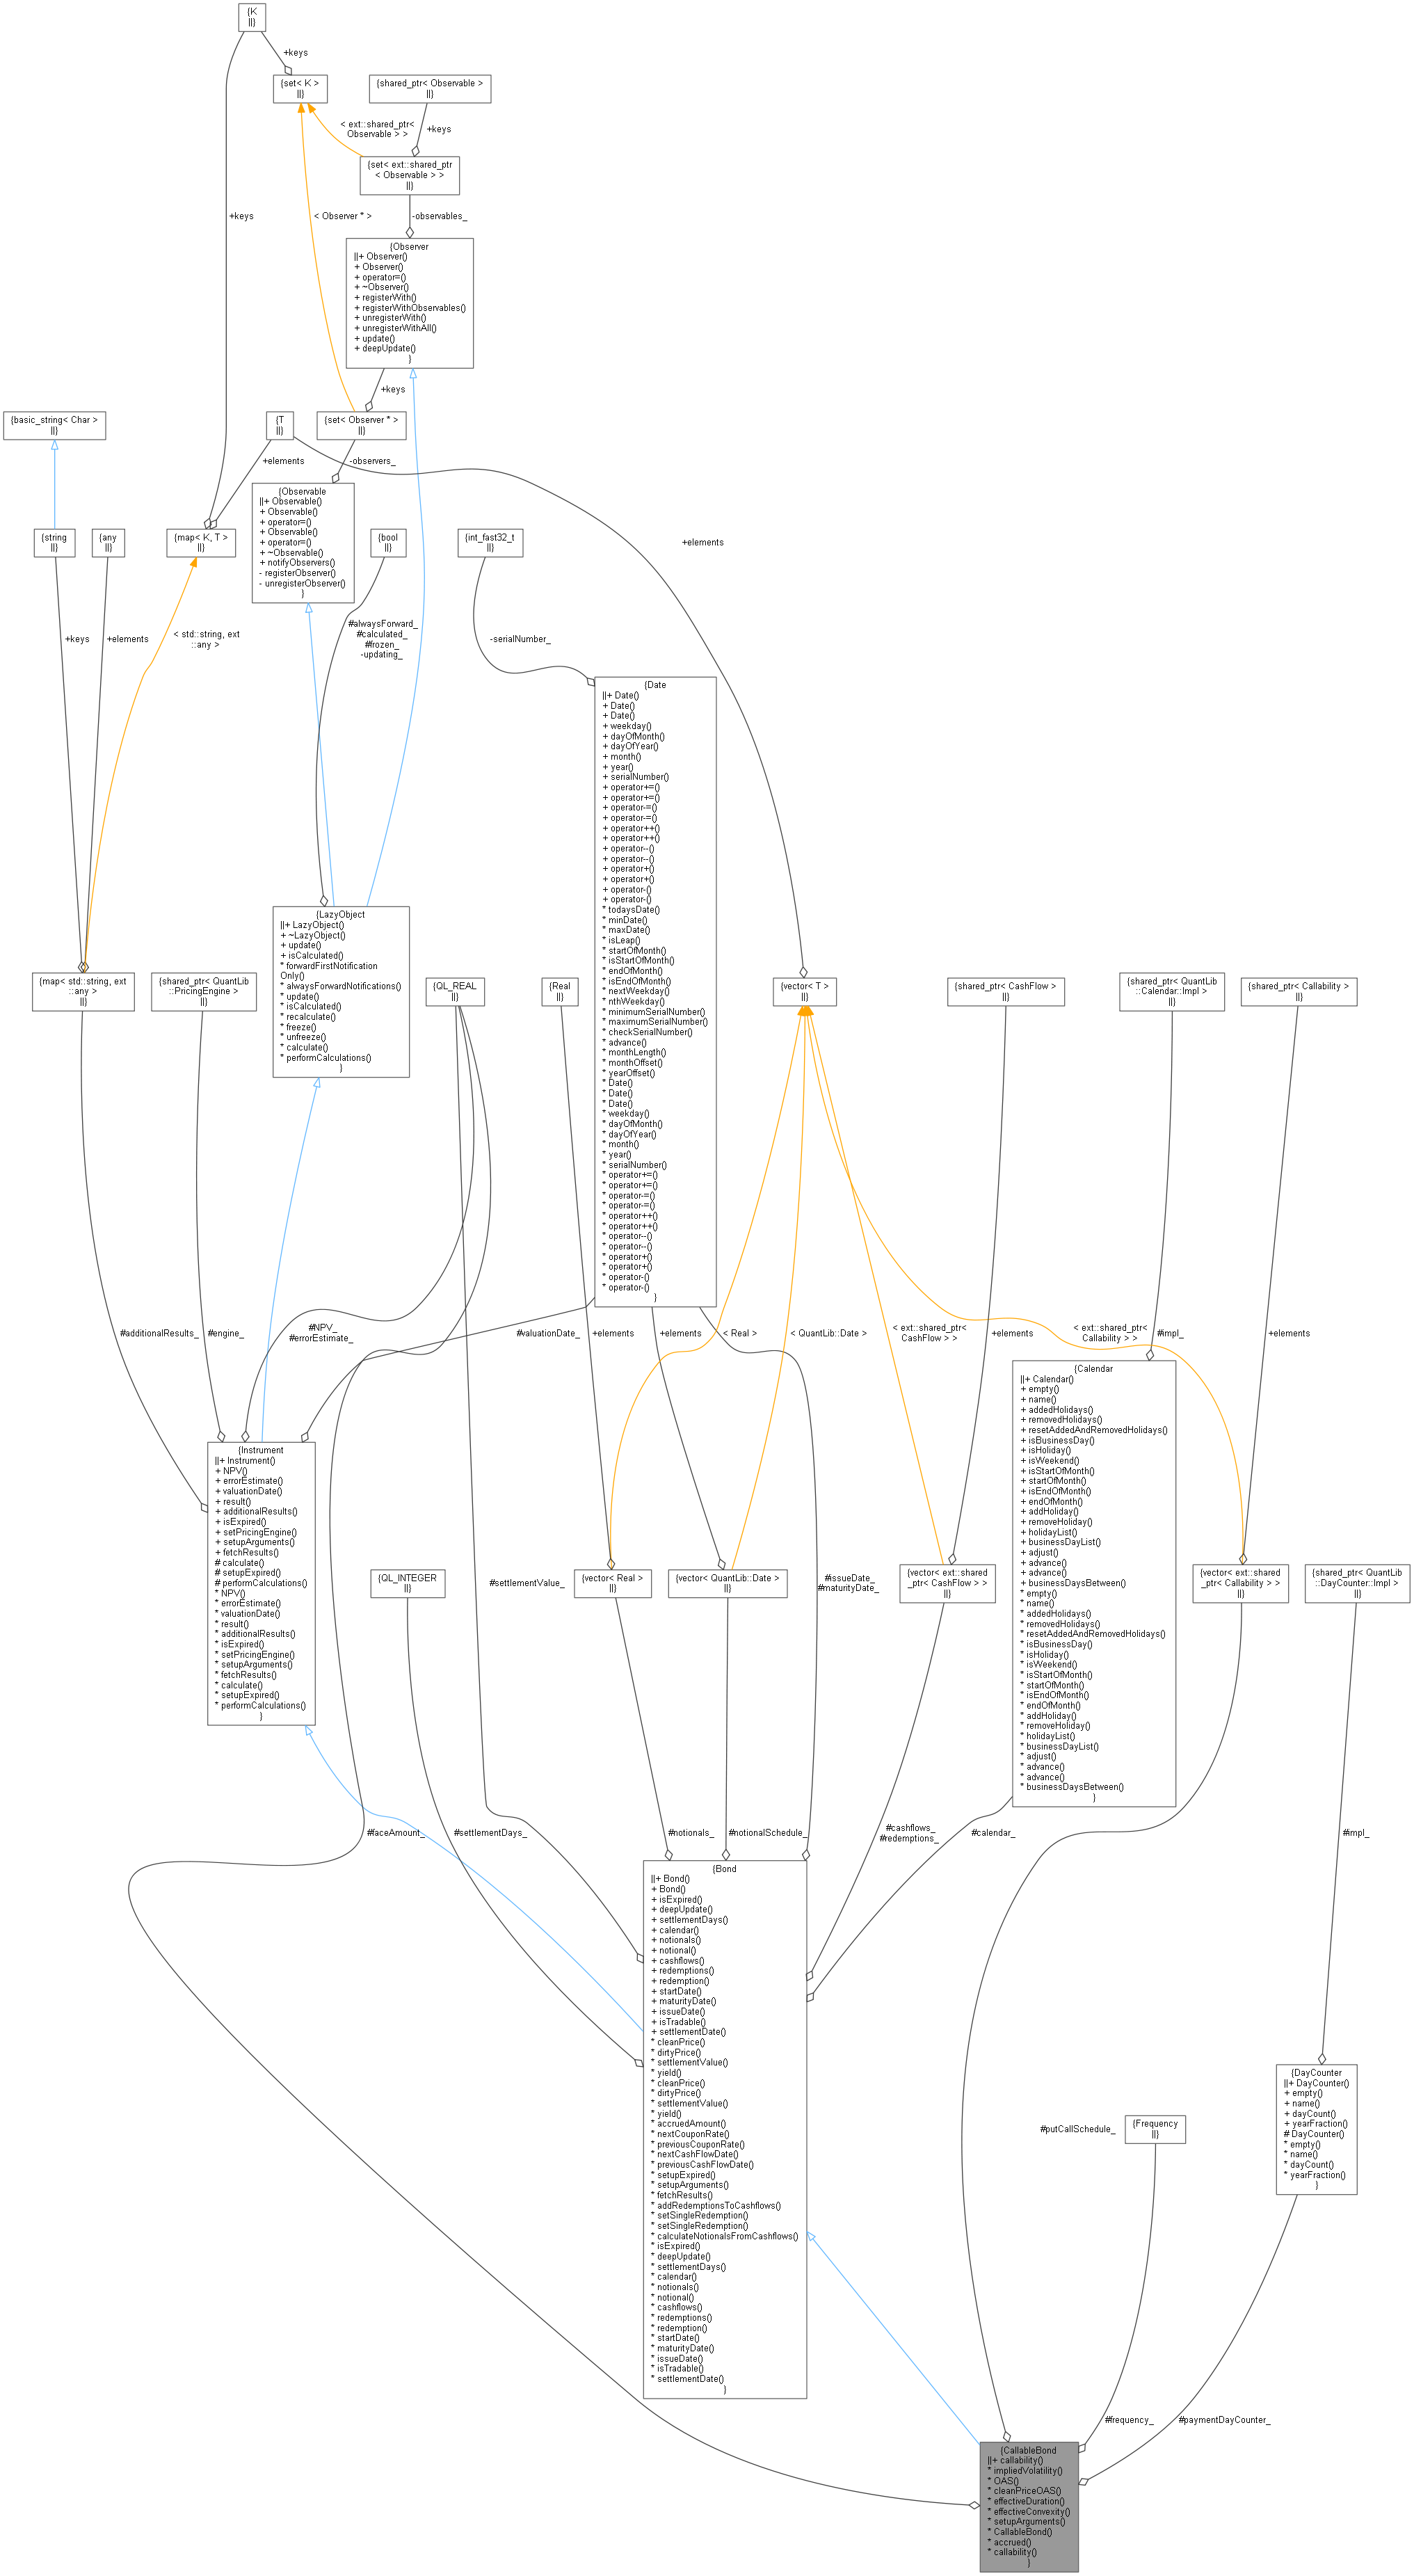 {K
||}
+keys
{set< K >
||}
{shared_ptr< Observable >
||}
< ext::shared_ptr<
Observable > >
+keys
{set< ext::shared_ptr
< Observable > >
||}
+keys
< Observer * >
-observables_
{Observer
||+ Observer()
+ Observer()
+ operator=()
+ ~Observer()
+ registerWith()
+ registerWithObservables()
+ unregisterWith()
+ unregisterWithAll()
+ update()
+ deepUpdate()
}
+keys
{basic_string< Char >
||}
{T
||}
{set< Observer * >
||}
+elements
-observers_
{Observable
||+ Observable()
+ Observable()
+ operator=()
+ Observable()
+ operator=()
+ ~Observable()
+ notifyObservers()
- registerObserver()
- unregisterObserver()
}
{string
||}
{any
||}
{map< K, T >
||}
{bool
||}
{int_fast32_t
||}
+elements
+keys
+elements
< std::string, ext
::any >
#alwaysForward_
#calculated_
#frozen_
-updating_
-serialNumber_
{Date
||+ Date()
+ Date()
+ Date()
+ weekday()
+ dayOfMonth()
+ dayOfYear()
+ month()
+ year()
+ serialNumber()
+ operator+=()
+ operator+=()
+ operator-=()
+ operator-=()
+ operator++()
+ operator++()
+ operator--()
+ operator--()
+ operator+()
+ operator+()
+ operator-()
+ operator-()
* todaysDate()
* minDate()
* maxDate()
* isLeap()
* startOfMonth()
* isStartOfMonth()
* endOfMonth()
* isEndOfMonth()
* nextWeekday()
* nthWeekday()
* minimumSerialNumber()
* maximumSerialNumber()
* checkSerialNumber()
* advance()
* monthLength()
* monthOffset()
* yearOffset()
* Date()
* Date()
* Date()
* weekday()
* dayOfMonth()
* dayOfYear()
* month()
* year()
* serialNumber()
* operator+=()
* operator+=()
* operator-=()
* operator-=()
* operator++()
* operator++()
* operator--()
* operator--()
* operator+()
* operator+()
* operator-()
* operator-()
}
{LazyObject
||+ LazyObject()
+ ~LazyObject()
+ update()
+ isCalculated()
* forwardFirstNotification
Only()
* alwaysForwardNotifications()
* update()
* isCalculated()
* recalculate()
* freeze()
* unfreeze()
* calculate()
* performCalculations()
}
{map< std::string, ext
::any >
||}
{shared_ptr< QuantLib
::PricingEngine >
||}
{QL_REAL
||}
{Real
||}
{vector< T >
||}
{shared_ptr< CashFlow >
||}
{shared_ptr< QuantLib
::Calendar::Impl >
||}
{shared_ptr< Callability >
||}
#additionalResults_
#engine_
#NPV_
#errorEstimate_
#valuationDate_
+elements
+elements
< Real >
< QuantLib::Date >
< ext::shared_ptr<
CashFlow > >
+elements
< ext::shared_ptr<
Callability > >
#impl_
+elements
{Calendar
||+ Calendar()
+ empty()
+ name()
+ addedHolidays()
+ removedHolidays()
+ resetAddedAndRemovedHolidays()
+ isBusinessDay()
+ isHoliday()
+ isWeekend()
+ isStartOfMonth()
+ startOfMonth()
+ isEndOfMonth()
+ endOfMonth()
+ addHoliday()
+ removeHoliday()
+ holidayList()
+ businessDayList()
+ adjust()
+ advance()
+ advance()
+ businessDaysBetween()
* empty()
* name()
* addedHolidays()
* removedHolidays()
* resetAddedAndRemovedHolidays()
* isBusinessDay()
* isHoliday()
* isWeekend()
* isStartOfMonth()
* startOfMonth()
* isEndOfMonth()
* endOfMonth()
* addHoliday()
* removeHoliday()
* holidayList()
* businessDayList()
* adjust()
* advance()
* advance()
* businessDaysBetween()
}
{Instrument
||+ Instrument()
+ NPV()
+ errorEstimate()
+ valuationDate()
+ result()
+ additionalResults()
+ isExpired()
+ setPricingEngine()
+ setupArguments()
+ fetchResults()
# calculate()
# setupExpired()
# performCalculations()
* NPV()
* errorEstimate()
* valuationDate()
* result()
* additionalResults()
* isExpired()
* setPricingEngine()
* setupArguments()
* fetchResults()
* calculate()
* setupExpired()
* performCalculations()
}
{QL_INTEGER
||}
#settlementValue_
{vector< Real >
||}
{vector< QuantLib::Date >
||}
#issueDate_
#maturityDate_
{vector< ext::shared
_ptr< CashFlow > >
||}
{vector< ext::shared
_ptr< Callability > >
||}
{shared_ptr< QuantLib
::DayCounter::Impl >
||}
#faceAmount_
#settlementDays_
#notionals_
#notionalSchedule_
#cashflows_
#redemptions_
#calendar_
#impl_
{Bond
||+ Bond()
+ Bond()
+ isExpired()
+ deepUpdate()
+ settlementDays()
+ calendar()
+ notionals()
+ notional()
+ cashflows()
+ redemptions()
+ redemption()
+ startDate()
+ maturityDate()
+ issueDate()
+ isTradable()
+ settlementDate()
* cleanPrice()
* dirtyPrice()
* settlementValue()
* yield()
* cleanPrice()
* dirtyPrice()
* settlementValue()
* yield()
* accruedAmount()
* nextCouponRate()
* previousCouponRate()
* nextCashFlowDate()
* previousCashFlowDate()
* setupExpired()
* setupArguments()
* fetchResults()
* addRedemptionsToCashflows()
* setSingleRedemption()
* setSingleRedemption()
* calculateNotionalsFromCashflows()
* isExpired()
* deepUpdate()
* settlementDays()
* calendar()
* notionals()
* notional()
* cashflows()
* redemptions()
* redemption()
* startDate()
* maturityDate()
* issueDate()
* isTradable()
* settlementDate()
}
#putCallSchedule_
{Frequency
||}
{DayCounter
||+ DayCounter()
+ empty()
+ name()
+ dayCount()
+ yearFraction()
# DayCounter()
* empty()
* name()
* dayCount()
* yearFraction()
}
#frequency_
#paymentDayCounter_
{CallableBond
||+ callability()
* impliedVolatility()
* OAS()
* cleanPriceOAS()
* effectiveDuration()
* effectiveConvexity()
* setupArguments()
* CallableBond()
* accrued()
* callability()
}